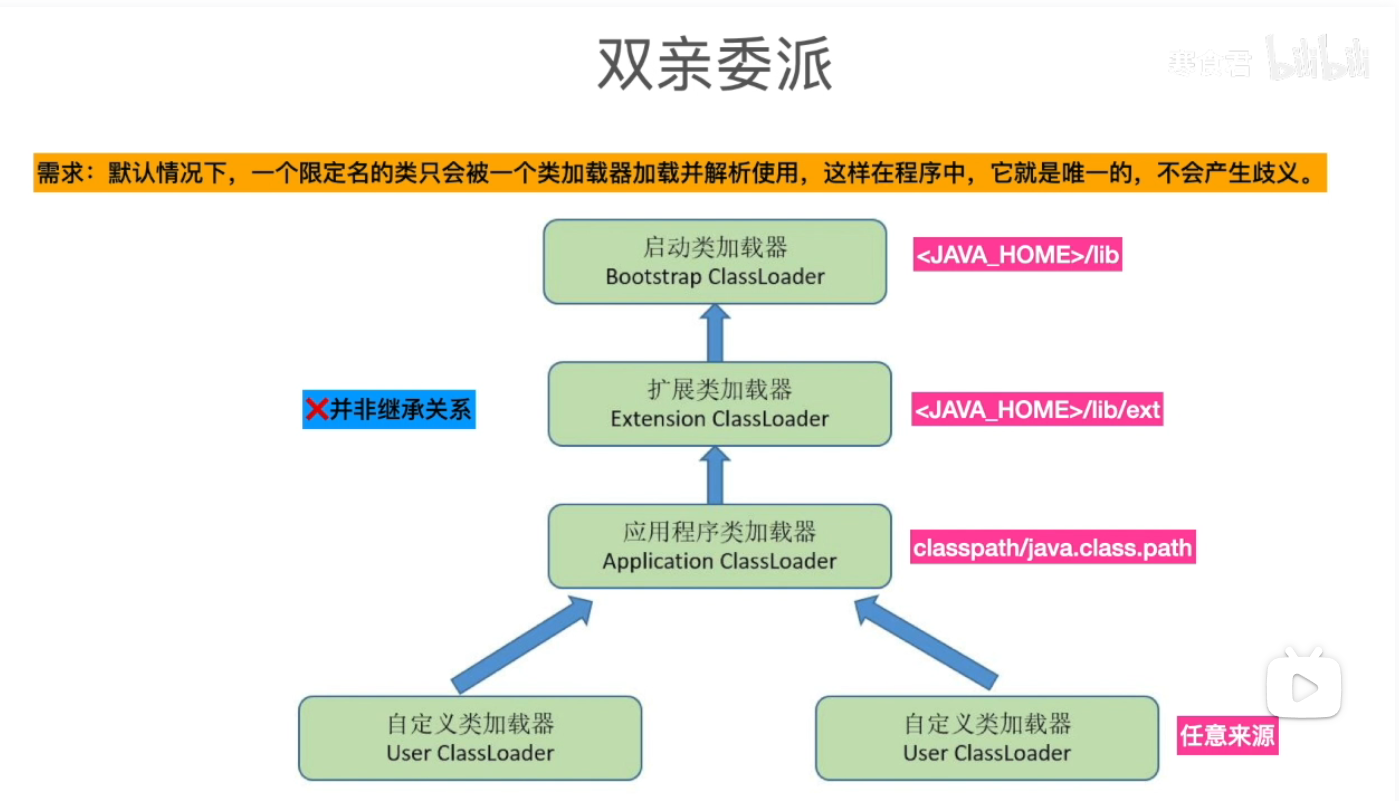 双亲委派
寒食君 bilibili
需求：默认情况下，一个限定名的类只会被一个类加载器加载并解析使用，这样在程序中，它就是唯一的，不会产生歧义。
启动类加载器
Bootstrap ClassLoader
<JAVA_HOME>/lib
扩展类加载器
Extension ClassLoader
❌并非继承关系
<JAVA_HOME>/lib/ext
应用程序类加载器
Application ClassLoader
classpath/java.class.path
自定义类加载器
User ClassLoader
自定义类加载器
User ClassLoader
任意来源